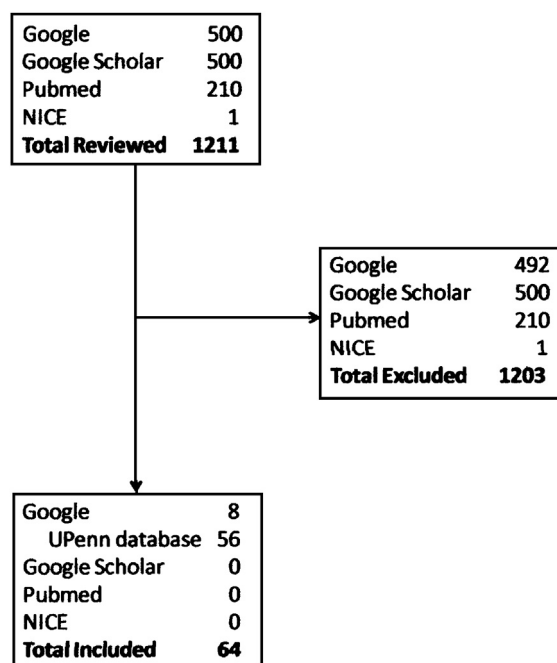 Google 500
Google Scholar 500
Pubmed 210
NICE 1
Total Reviewed 1211
Google 492
Google Scholar 500
Pubmed 210
NICE 1
Total Excluded 1203
Google 8
UPenn database 56
Google Scholar 0
Pubmed 0
NICE 0
Total Included 64